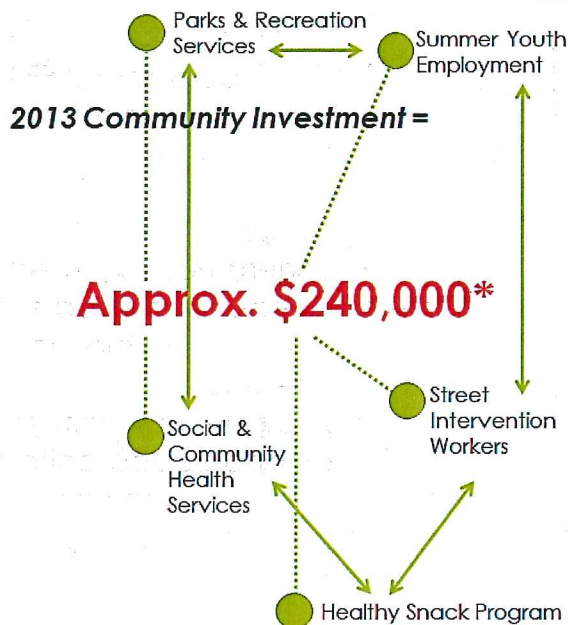 Parks & Recreation
Services
Summer Youth
Employment
2013 Community Investment =
Approx. $240,000*
Street
Intervention
Workers
Social &
Community
Health
Services
Healthy Snack Program